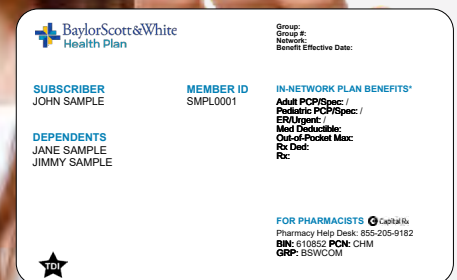 BaylorScott&White
Health Plan
Group:
Group #:
Network:
Benefit Effective Date:
SUBSCRIBER
JOHN SAMPLE
MEMBER ID
SMPL0001
DEPENDENTS
JANE SAMPLE
JIMMY SAMPLE
IN-NETWORK PLAN BENEFITS*
Adult PCP/Spec: /
Pediatric PCP/Spec: /
ER/Urgent: /
Med Deductible:
Out-of-Pocket Max:
Rx Ded:
Rx:
FOR PHARMACISTS Capital Rx
Pharmacy Help Desk: 855-205-9182
BIN: 610852 PCN: CHM
GRP: BSWCOM
TDI